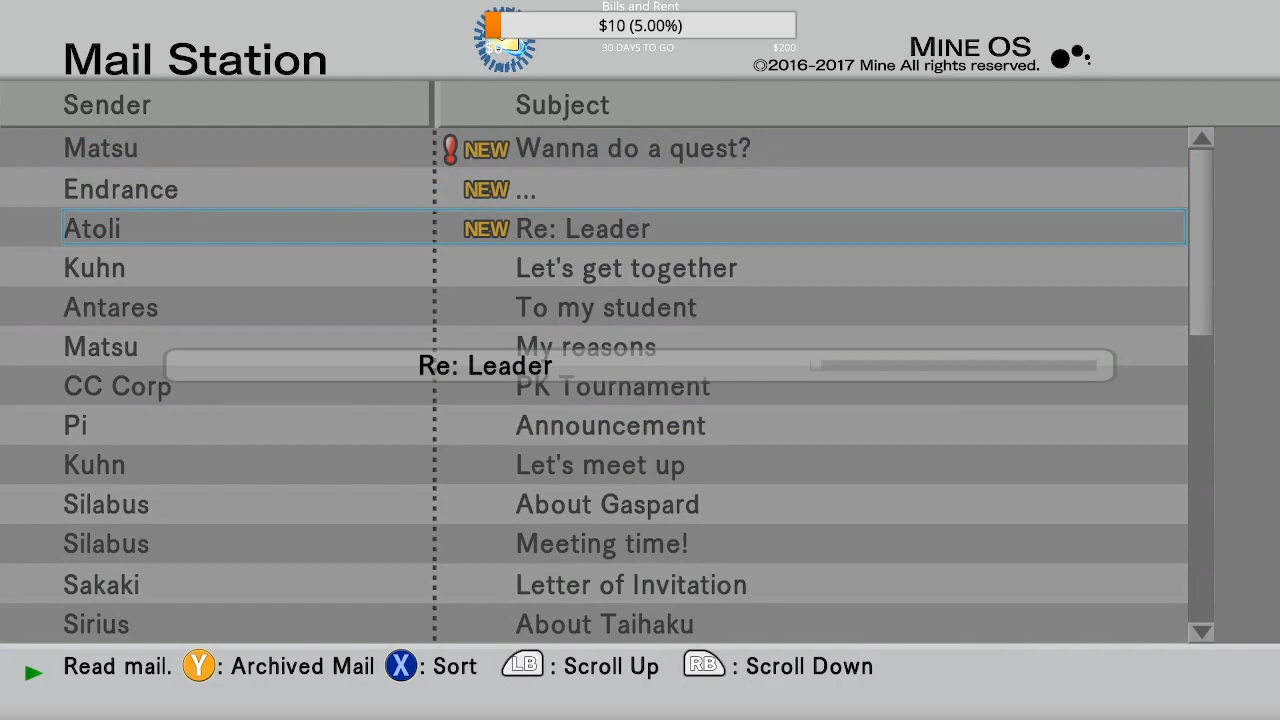 Bills and Rent
$10 (5.00%)
$0
30 DAYS TO GO
$200
Mail Station
MINE OS
©2016-2017 Mine All rights reserved.
Sender Subject
Matsu NEW Wanna do a quest?
Endrance NEW ...
Atoli NEW Re: Leader
Kuhn Let's get together
Antares To my student
Matsu My reasons
Re: Leader
CC Corp PK Tournament
Pi Announcement
Kuhn Let's meet up
Silabus About Gaspard
Silabus Meeting time!
Sakaki Letter of Invitation
Sirius About Taihaku
Read mail. Y: Archived Mail X: Sort LB: Scroll Up RB: Scroll Down